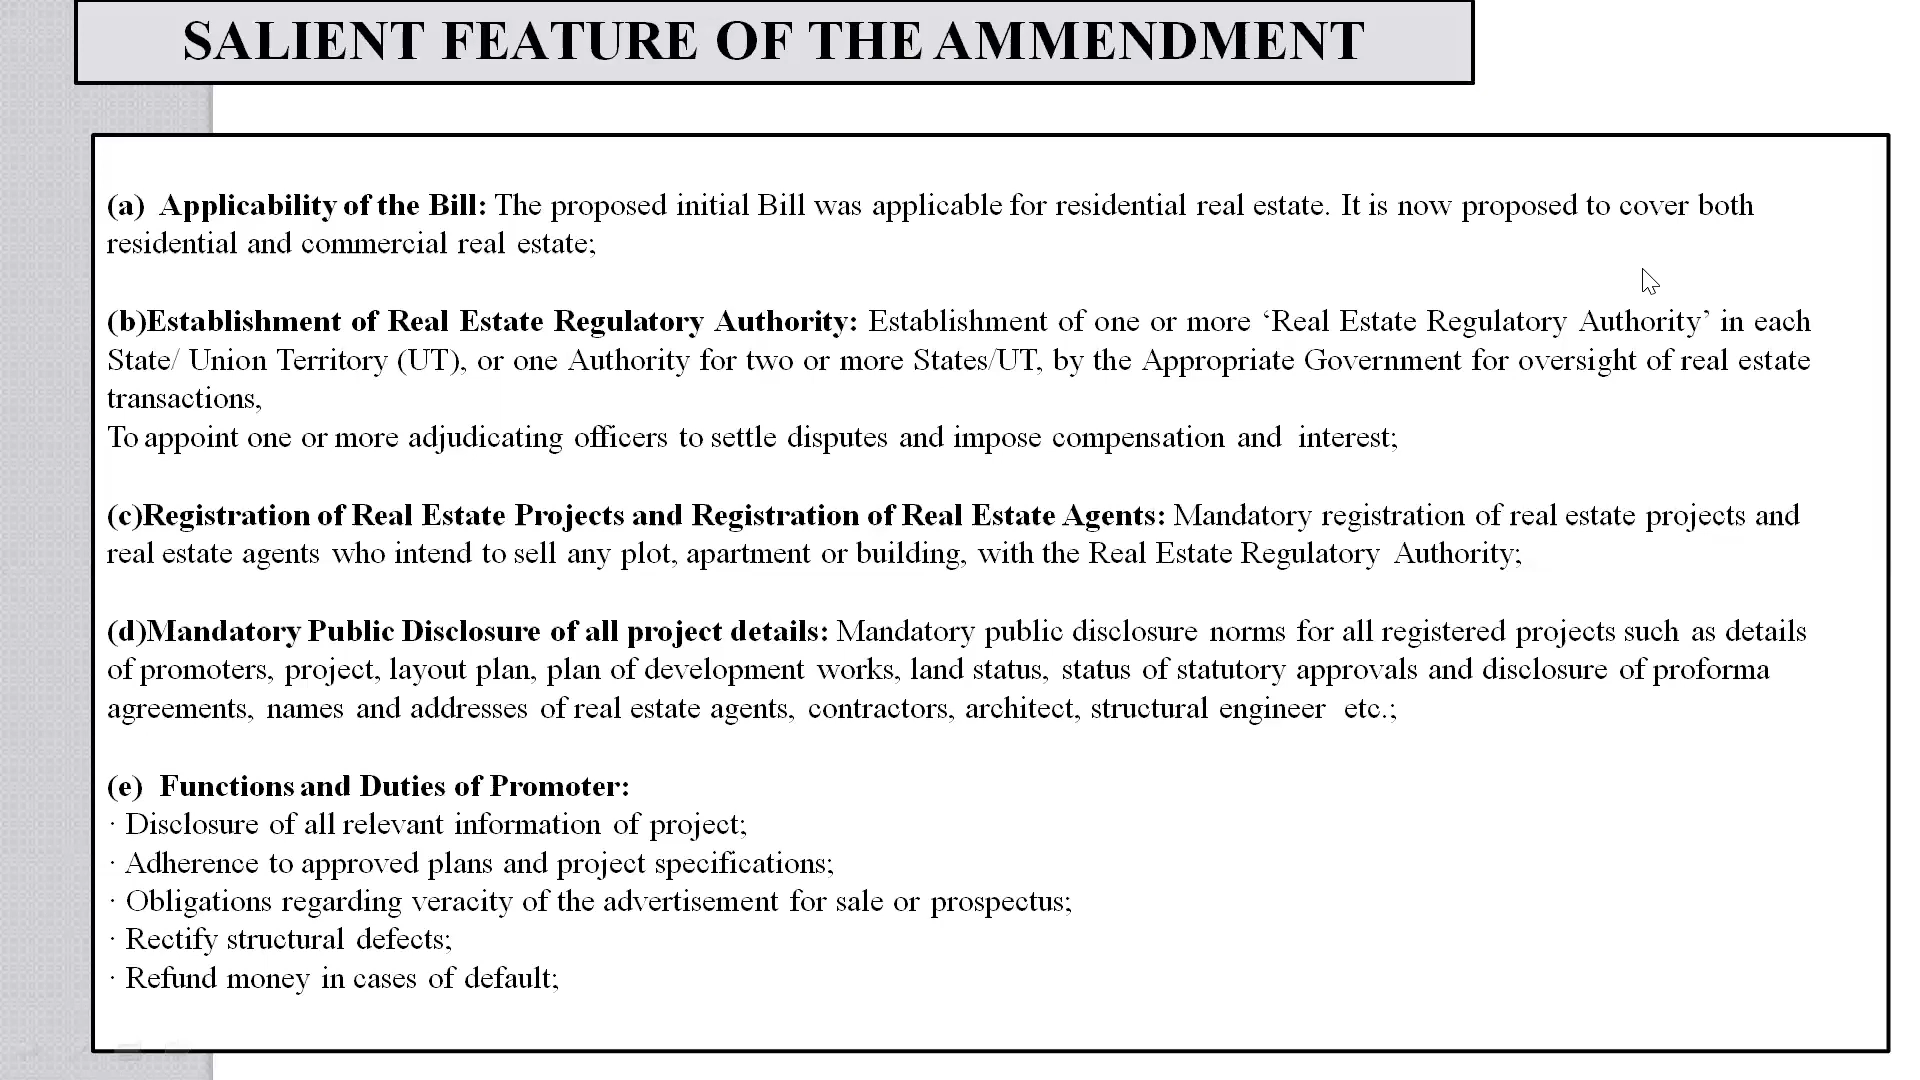 SALIENT FEATURE OF THE AMMENDMENT
(a) Applicability of the Bill: The proposed initial Bill was applicable for residential real estate. It is now proposed to cover both
residential and commercial real estate;
(b)Establishment of Real Estate Regulatory Authority: Establishment of one or more ‘Real Estate Regulatory Authority’ in each
State/ Union Territory (UT), or one Authority for two or more States/UT, by the Appropriate Government for oversight of real estate
transactions,
To appoint one or more adjudicating officers to settle disputes and impose compensation and interest;
(c)Registration of Real Estate Projects and Registration of Real Estate Agents: Mandatory registration of real estate projects and
real estate agents who intend to sell any plot, apartment or building, with the Real Estate Regulatory Authority;
(d)Mandatory Public Disclosure of all project details: Mandatory public disclosure norms for all registered projects such as details
of promoters, project, layout plan, plan of development works, land status, status of statutory approvals and disclosure of proforma
agreements, names and addresses of real estate agents, contractors, architect, structural engineer etc.;
(e) Functions and Duties of Promoter:
· Disclosure of all relevant information of project;
· Adherence to approved plans and project specifications;
· Obligations regarding veracity of the advertisement for sale or prospectus;
· Rectify structural defects;
· Refund money in cases of default;